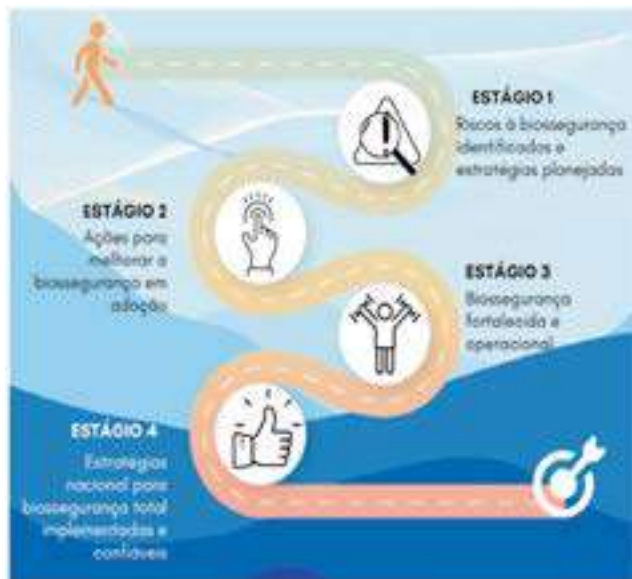 ESTÁGIO 1
Riscos à biossegurança
identificados e
estratégias planejadas
ESTÁGIO 2
Ações para
melhorar a
biossegurança em
adoção
ESTÁGIO 3
Biossegurança
fortalecida e
operacional
ESTÁGIO 4
Estratégias
nacional para
biossegurança total
implementadas e
confiáveis